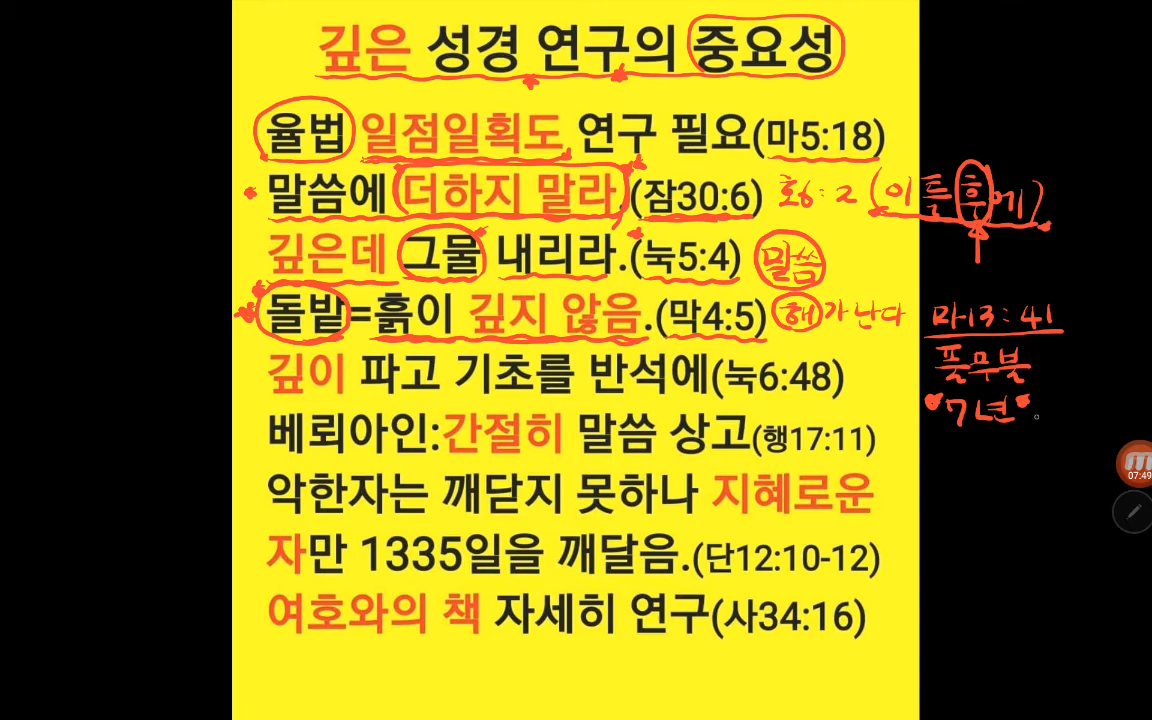 깊은 성경 연구의 중요성
율법 일점일획도 연구 필요(마5:18)
말씀에 더하지 말라.(잠30:6) 호6:2 (이틀후에)
깊은데 그물 내리라.(눅5:4) 말씀
돌밭=흙이 깊지 않음.(막4:5) 해가 난다
마13:41
풀무불
7년
깊이 파고 기초를 반석에(눅6:48)
베뢰아인:간절히 말씀 상고(행17:11)
악한자는 깨닫지 못하나 지혜로운
자만 1335일을 깨달음.(단12:10-12)
여호와의 책 자세히 연구(사34:16)
07:49